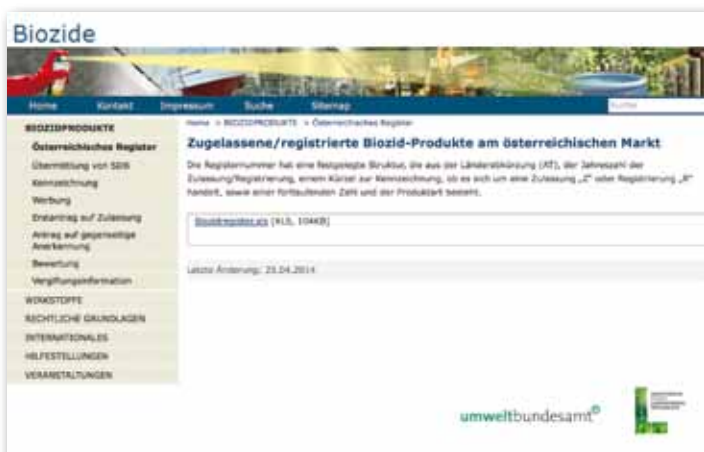 Biozide
Home Kontakt Impressum Suche Sitemap
Home > BIOZIDPRODUKTE > Österreichisches Register
BIOZIDPRODUKTE
Österreichisches Register
Übermittlung von SDB
Kennzeichnung
Werbung
Erstantrag auf Zulassung
Antrag auf gegenseitige
Anerkennung
Bewertung
Vergiftungsinformation
WIRKSTOFFE
RECHTLICHE GRUNDLAGEN
INTERNATIONALES
HILFESTELLUNGEN
VERANSTALTUNGEN
Zugelassene/registrierte Biozid-Produkte am österreichischen Markt
Die Registernummer hat eine festgelegte Struktur, die aus der Länderabkürzung (AT), der Jahreszahl der
Zulassung/Registrierung, einem Kürzel zur Kennzeichnung, ob es sich um eine Zulassung „Z“ oder Registrierung „R“
handelt, sowie einer fortlaufenden Zahl und der Produktart besteht.
Biozidregister.xls [XLS, 104KB]
Letzte Änderung: 23.04.2014
umweltbundesamt